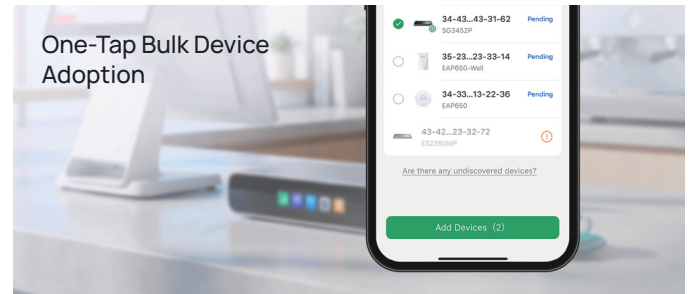 One-Tap Bulk Device
Adoption
34-43...43-31-62
Pending
SG3452P
35-23...23-33-14
Pending
EAP650-Wall
34-33...13-22-36
Pending
EAP650
43-42...23-32-72
ES228GMP
Are there any undiscovered devices?
Add Devices (2)